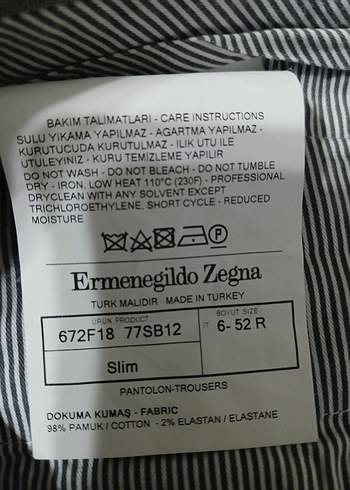 BAKIM TALİMATLARI - CARE INSTRUCTIONS
SULU YIKAMA YAPILMAZ - AGARTMA YAPILMAZ -
KURUTUCUDA KURUTULMAZ - ILIK UTU ILE
UTULEYINIZ - KURU TEMIZLEME YAPILIR
DO NOT WASH - DO NOT BLEACH - DO NOT TUMBLE
DRY - IRON, LOW HEAT 110°C (230F) - PROFESSIONAL
DRYCLEAN WITH ANY SOLVENT EXCEPT
TRICHLOROETHYLENE, SHORT CYCLE - REDUCED
MOISTURE
P
Ermenegildo Zegna
TURK MALIDIR MADE IN TURKEY
ÜRÜN PRODUCT
672F18 77SB12
BOYUT SIZE
IT 6- 52 R
Slim
PANTOLON-TROUSERS
DOKUMA KUMAŞ - FABRIC
98% PAMUK / COTTON - 2% ELASTAN / ELASTANE